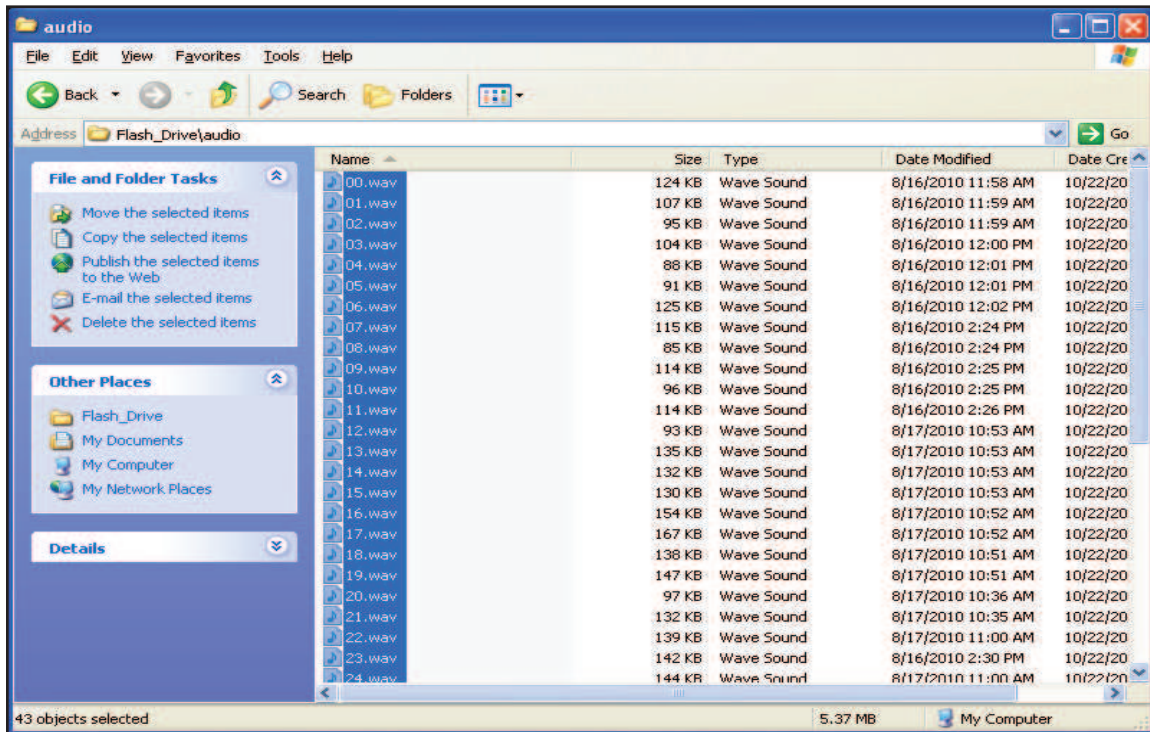 audio
File Edit View Favorites Tools Help
Back Search Folders
Address Flash_Drive\audio Go
File and Folder Tasks
Move the selected items
Copy the selected items
Publish the selected items
to the Web
E-mail the selected items
Delete the selected items
Other Places
Flash_Drive
My Documents
My Computer
My Network Places
Details
Name Size Type Date Modified Date Cre
00.wav 124 KB Wave Sound 8/16/2010 11:58 AM 10/22/20
01.wav 107 KB Wave Sound 8/16/2010 11:59 AM 10/22/20
02.wav 95 KB Wave Sound 8/16/2010 11:59 AM 10/22/20
03.wav 104 KB Wave Sound 8/16/2010 12:00 PM 10/22/20
04.wav 88 KB Wave Sound 8/16/2010 12:01 PM 10/22/20
05.wav 91 KB Wave Sound 8/16/2010 12:01 PM 10/22/20
06.wav 125 KB Wave Sound 8/16/2010 12:02 PM 10/22/20
07.wav 115 KB Wave Sound 8/16/2010 2:24 PM 10/22/20
08.wav 85 KB Wave Sound 8/16/2010 2:24 PM 10/22/20
09.wav 114 KB Wave Sound 8/16/2010 2:25 PM 10/22/20
10.wav 96 KB Wave Sound 8/16/2010 2:25 PM 10/22/20
11.wav 114 KB Wave Sound 8/16/2010 2:26 PM 10/22/20
12.wav 93 KB Wave Sound 8/17/2010 10:53 AM 10/22/20
13.wav 135 KB Wave Sound 8/17/2010 10:53 AM 10/22/20
14.wav 132 KB Wave Sound 8/17/2010 10:53 AM 10/22/20
15.wav 130 KB Wave Sound 8/17/2010 10:53 AM 10/22/20
16.wav 154 KB Wave Sound 8/17/2010 10:52 AM 10/22/20
17.wav 167 KB Wave Sound 8/17/2010 10:52 AM 10/22/20
18.wav 138 KB Wave Sound 8/17/2010 10:51 AM 10/22/20
19.wav 147 KB Wave Sound 8/17/2010 10:51 AM 10/22/20
20.wav 97 KB Wave Sound 8/17/2010 10:36 AM 10/22/20
21.wav 132 KB Wave Sound 8/17/2010 10:35 AM 10/22/20
22.wav 139 KB Wave Sound 8/17/2010 11:00 AM 10/22/20
23.wav 142 KB Wave Sound 8/16/2010 2:30 PM 10/22/20
24.wav 144 KB Wave Sound 8/17/2010 11:00 AM 10/22/20
43 objects selected 5.37 MB My Computer